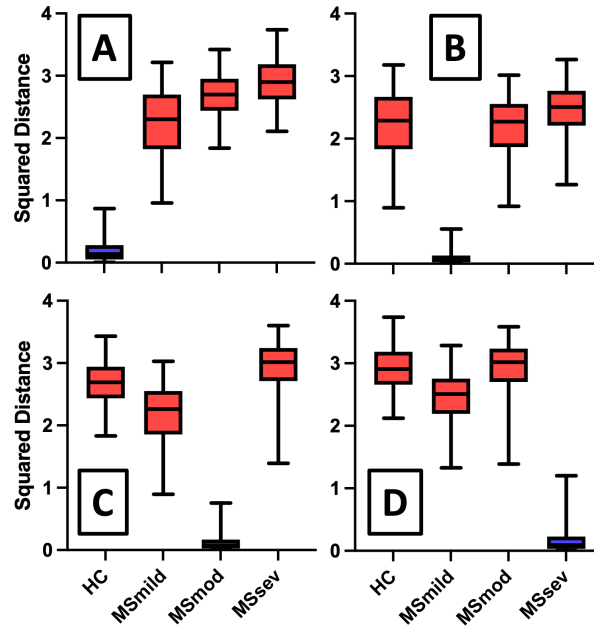 A
B
Squared Distance
4
3
2
1
0
4
3
2
1
0
C
D
Squared Distance
4
3
2
1
0
4
3
2
1
0
HC
MSmild
MSmod
MSsev
HC
MSmild
MSmod
MSsev